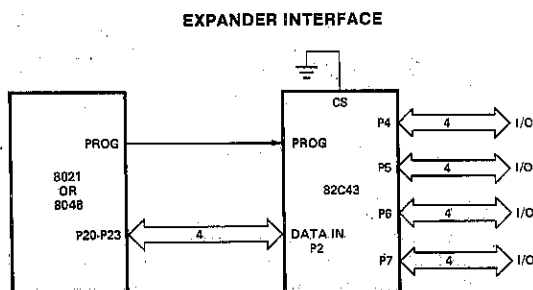 EXPANDER INTERFACE
CS
P4
4
I/O
PROG
PROG
P5
4
I/O
8021
OR
8048
82C43
P6
4
I/O
P20-P23
4
DATA IN
P2
P7
4
I/O